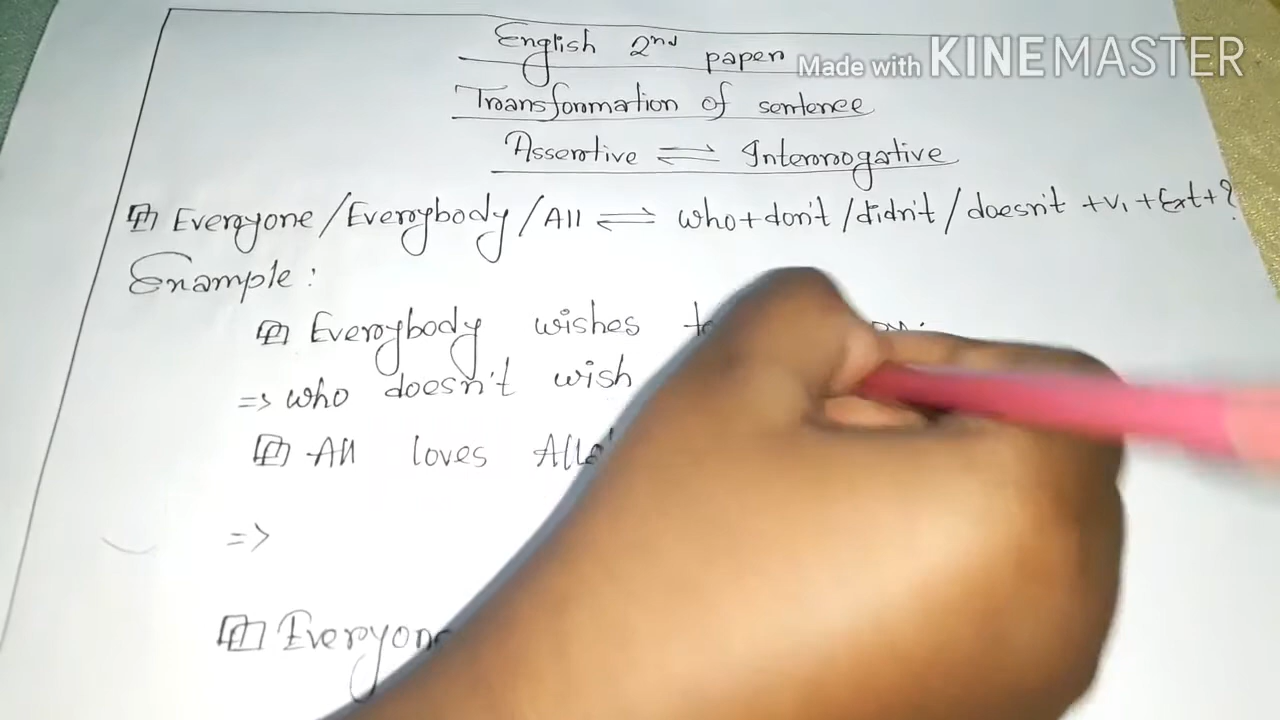 English 2nd paper
Made with KINEMASTER
Transformation of sentence
Assertive ⇌ Interrogative
Everyone / Everybody / All ⇌ who + don't / didn't / doesn't + v₁ + Ext + ?
Example :
Everybody wishes
=> who doesn't wish
All loves
=>